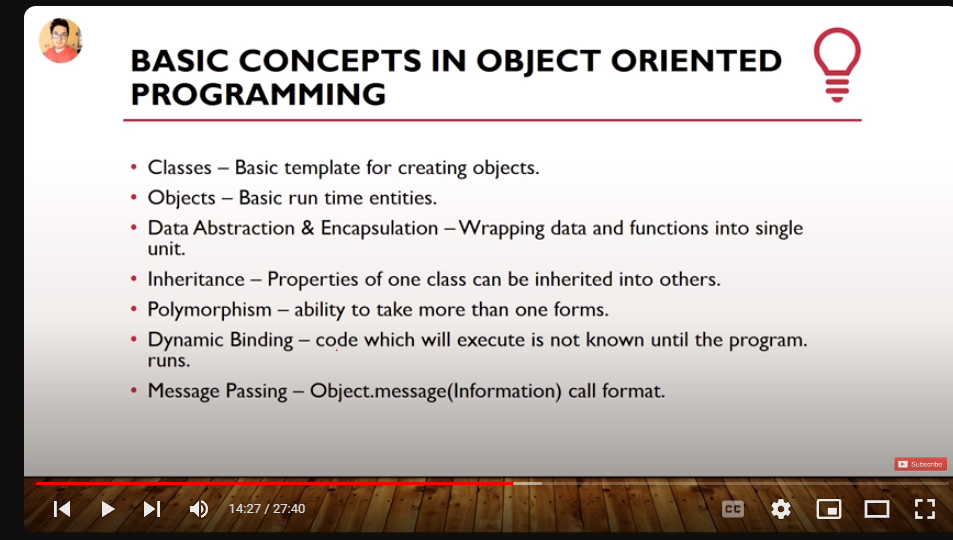 BASIC CONCEPTS IN OBJECT ORIENTED
PROGRAMMING
• Classes – Basic template for creating objects.
• Objects – Basic run time entities.
• Data Abstraction & Encapsulation – Wrapping data and functions into single
unit.
• Inheritance – Properties of one class can be inherited into others.
• Polymorphism – ability to take more than one forms.
• Dynamic Binding – code which will execute is not known until the program.
runs.
• Message Passing – Object.message(Information) call format.
Subscribe
14:27 / 27:40
CC